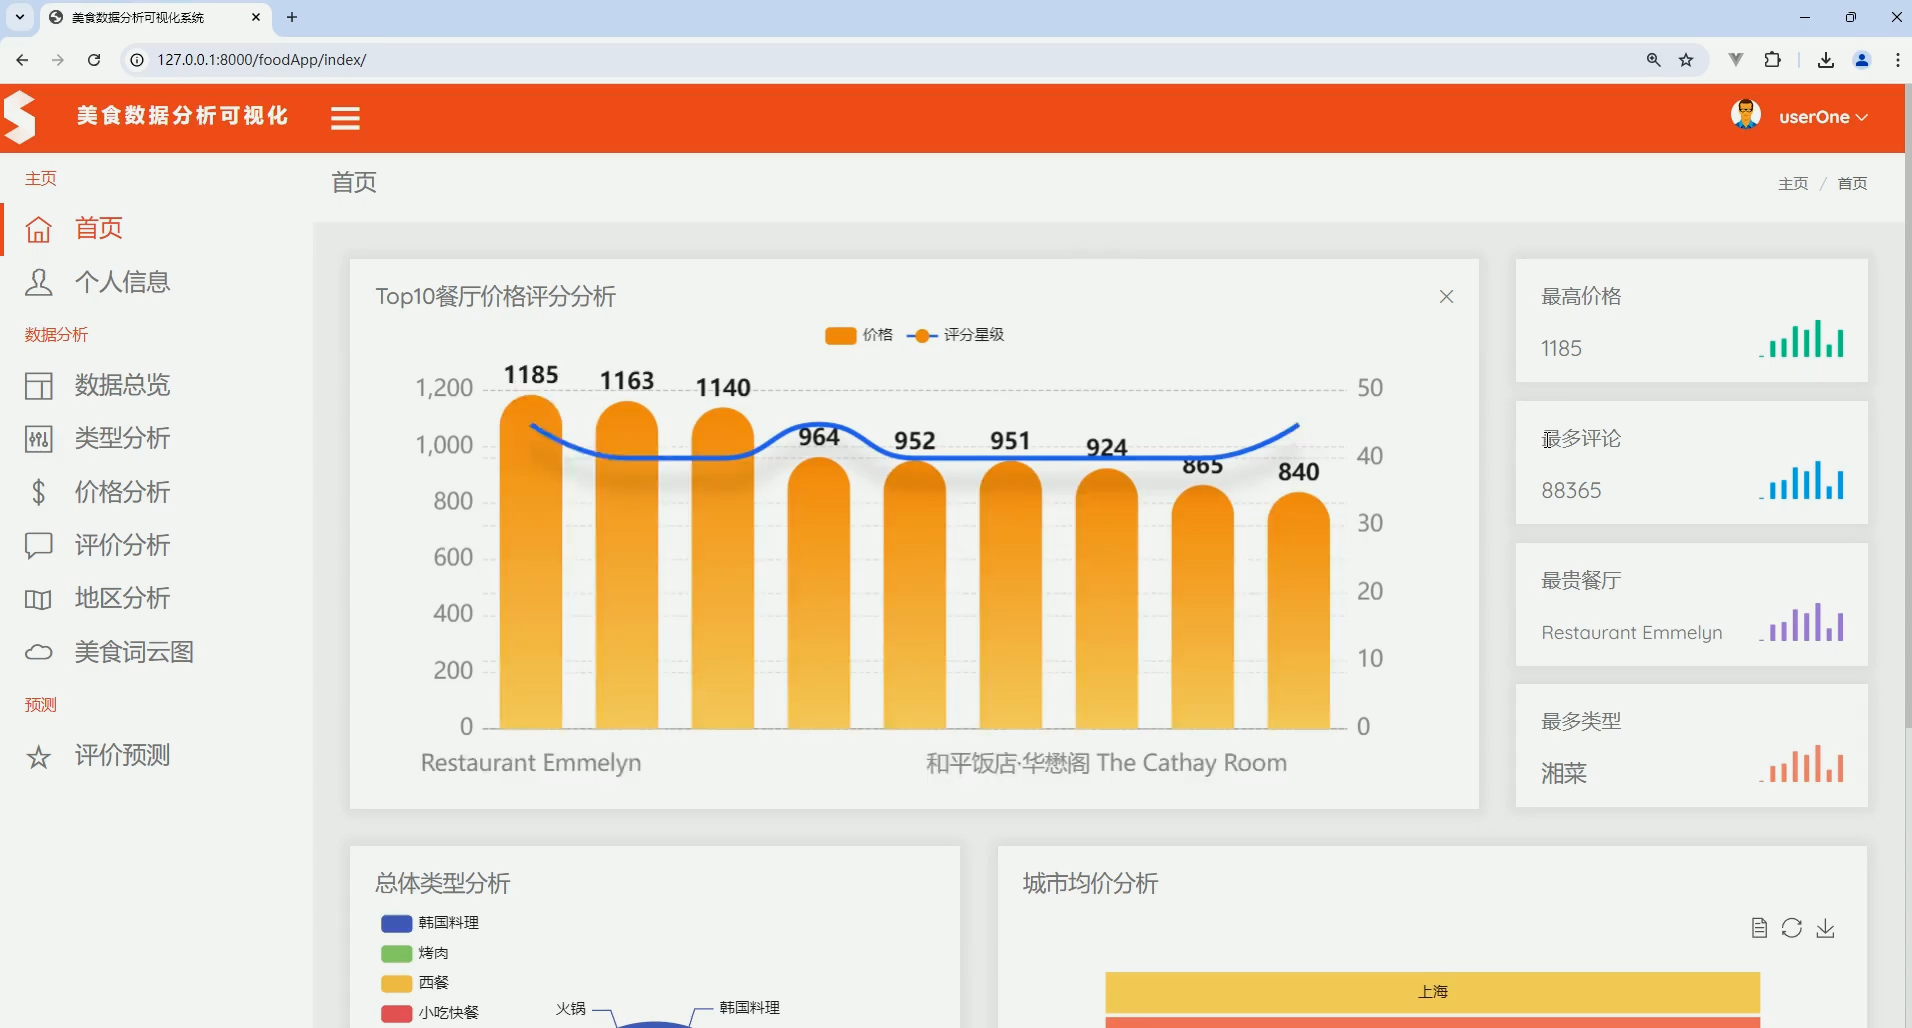 美食数据分析可视化系统
127.0.0.1:8000/foodApp/index/
美食数据分析可视化
userOne
主页
首页
个人信息
数据分析
数据总览
类型分析
价格分析
评价分析
地区分析
美食词云图
预测
评价预测
首页
主页 / 首页
Top10餐厅价格评分分析
价格 评分星级
1185 1163 1140 964 952 951 924 865 840
1,200 50
1,000 40
800 30
600 20
400 10
200
0 0
Restaurant Emmelyn 和平饭店·华懋阁 The Cathay Room
最高价格
1185
最多评论
88365
最贵餐厅
Restaurant Emmelyn
最多类型
湘菜
总体类型分析
韩国料理
烤肉
西餐
小吃快餐
火锅 韩国料理
城市均价分析
上海